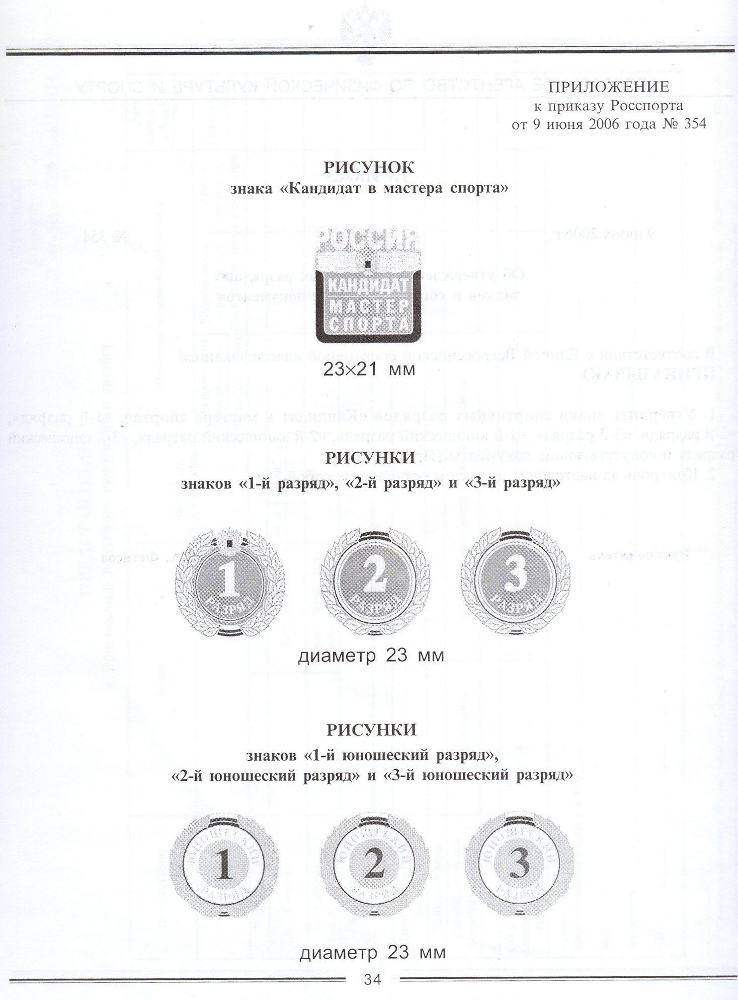 ПРИЛОЖЕНИЕ
к приказу Росспорта
от 9 июня 2006 года № 354
РИСУНОК
знака «Кандидат в мастера спорта»
РОССИЯ
КАНДИДАТ
МАСТЕР
СПОРТА
23×21 мм
РИСУНКИ
знаков «1-й разряд», «2-й разряд» и «3-й разряд»
1
РАЗРЯД
2
РАЗРЯД
3
РАЗРЯД
диаметр 23 мм
РИСУНКИ
знаков «1-й юношеский разряд»,
«2-й юношеский разряд» и «3-й юношеский разряд»
ЮНОШЕСКИЙ
1
РАЗРЯД
ЮНОШЕСКИЙ
2
РАЗРЯД
ЮНОШЕСКИЙ
3
РАЗРЯД
диаметр 23 мм
34